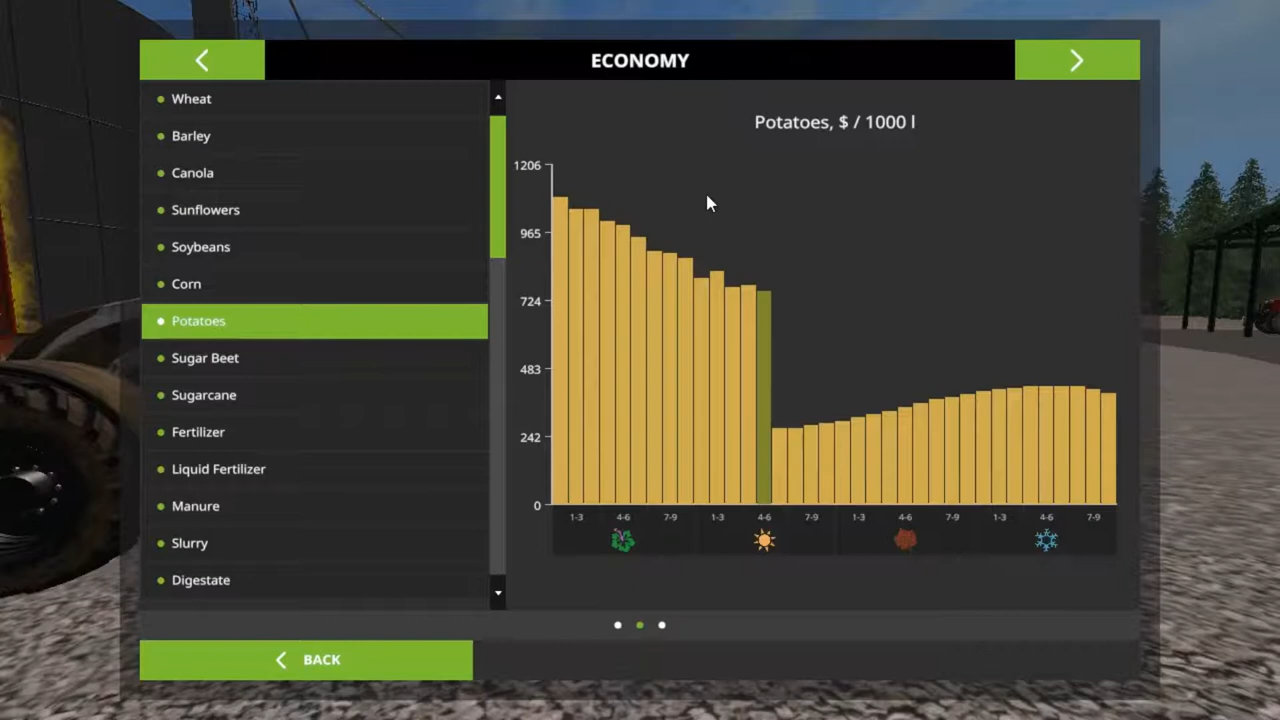 ECONOMY
Wheat
Barley
Canola
Sunflowers
Soybeans
Corn
Potatoes
Sugar Beet
Sugarcane
Fertilizer
Liquid Fertilizer
Manure
Slurry
Digestate
Potatoes, $ / 1000 l
1206
965
724
483
242
0
1-3 4-6 7-9 1-3 4-6 7-9 1-3 4-6 7-9 1-3 4-6 7-9
BACK